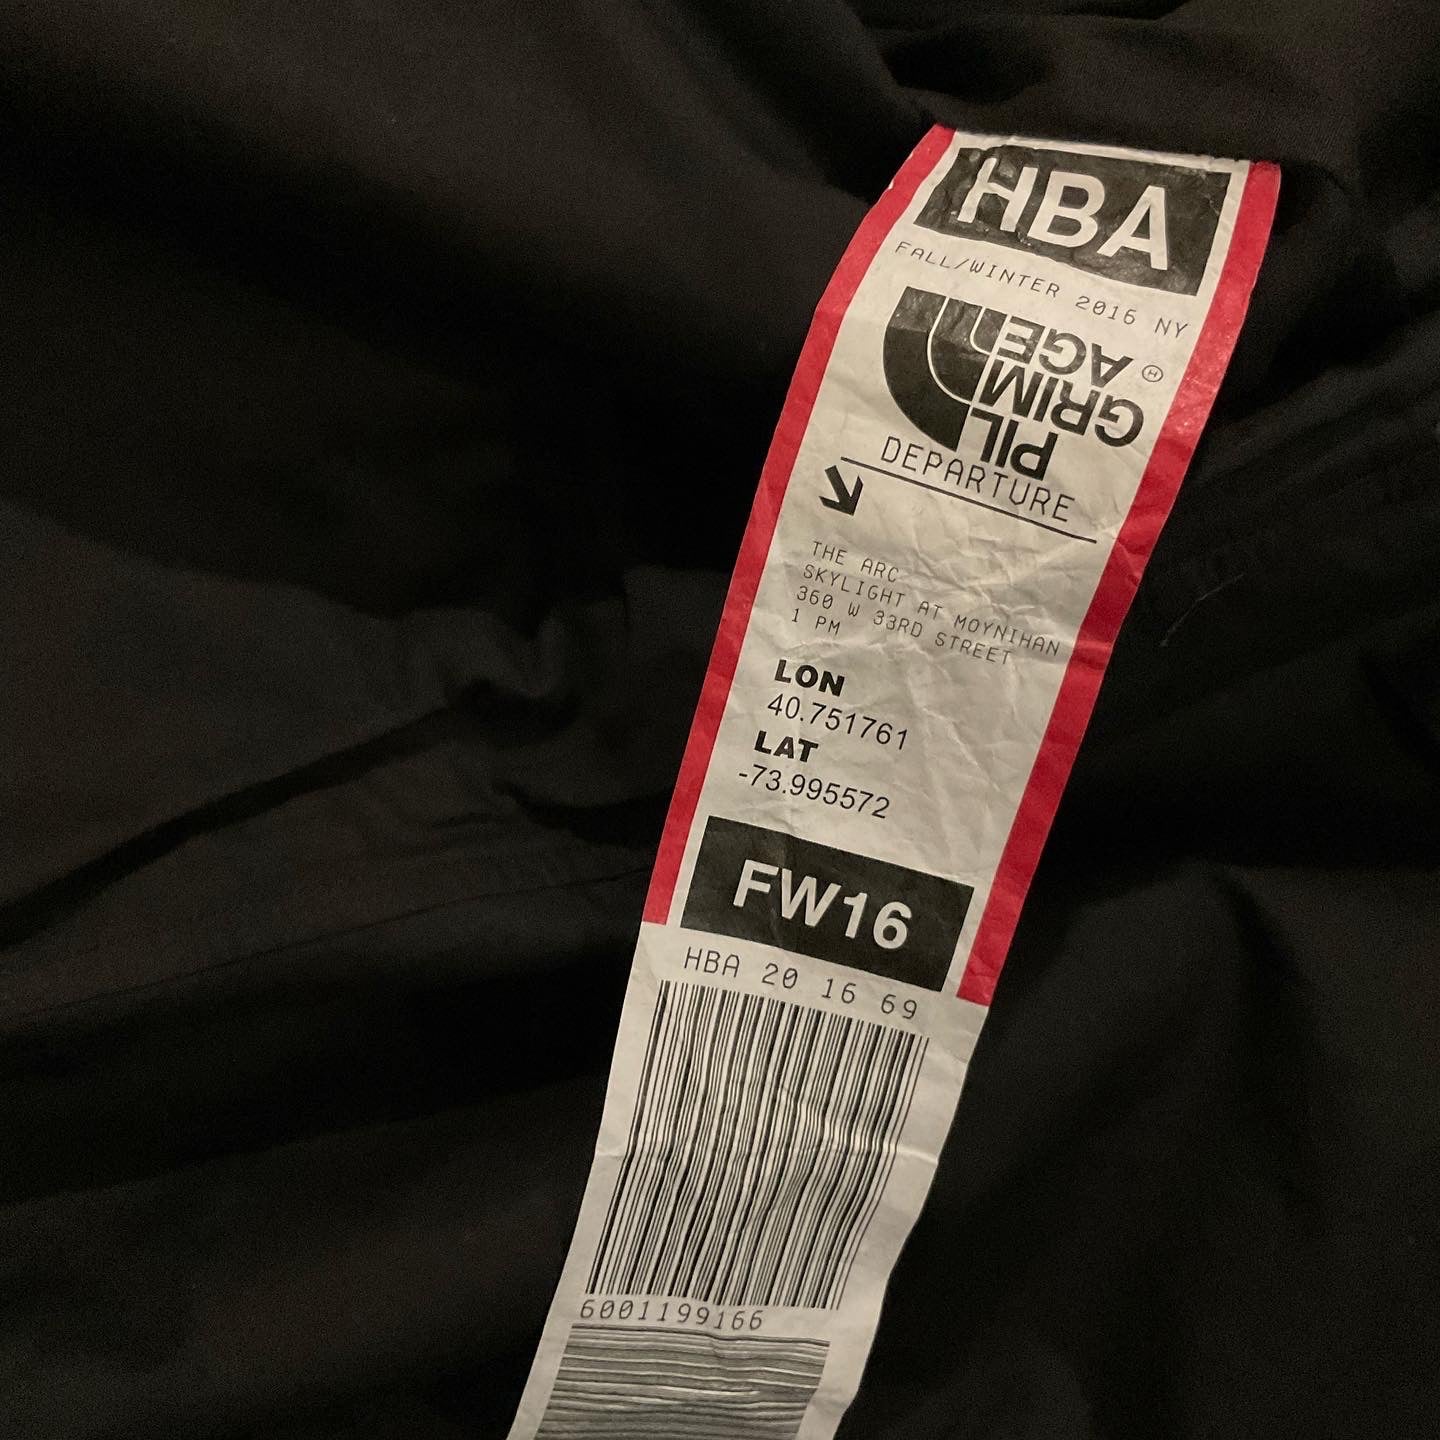 HBA
FALL/WINTER 2016 NY
PIL
GRIM
AGE
H
DEPARTURE
THE ARC
SKYLIGHT AT MOYNIHAN
360 W 33RD STREET
1 PM
LON
40.751761
LAT
-73.995572
FW16
HBA 20 16 69
6001199166